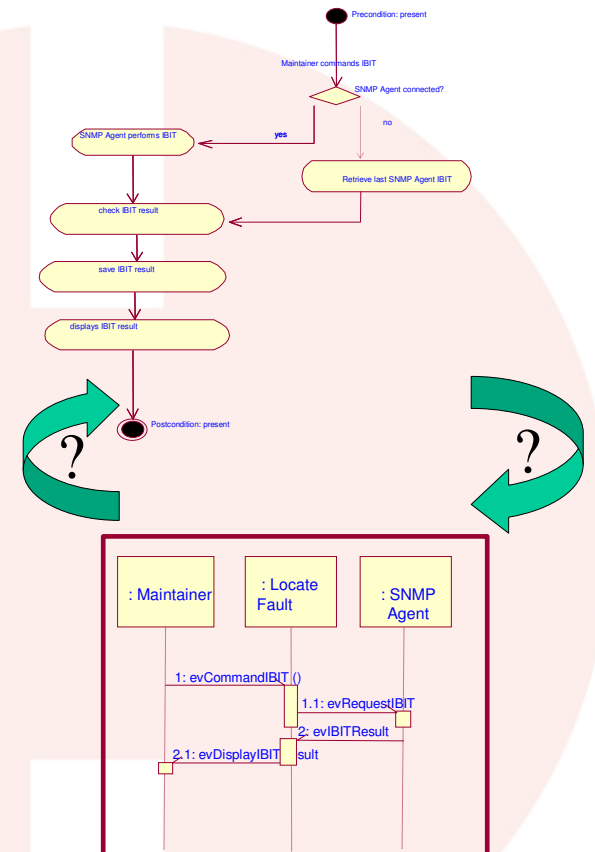 Precondition: present
Maintainer commands IBIT
SNMP Agent connected?
no
yes
SNMP Agent performs IBIT
Retrieve last SNMP Agent IBIT
check IBIT result
save IBIT result
displays IBIT result
Postcondition: present
?
?
: Maintainer
: Locate
Fault
: SNMP
Agent
1: evCommandIBIT ()
1.1: evRequestIBIT
2: evIBITResult
2.1: evDisplayIBIT sult